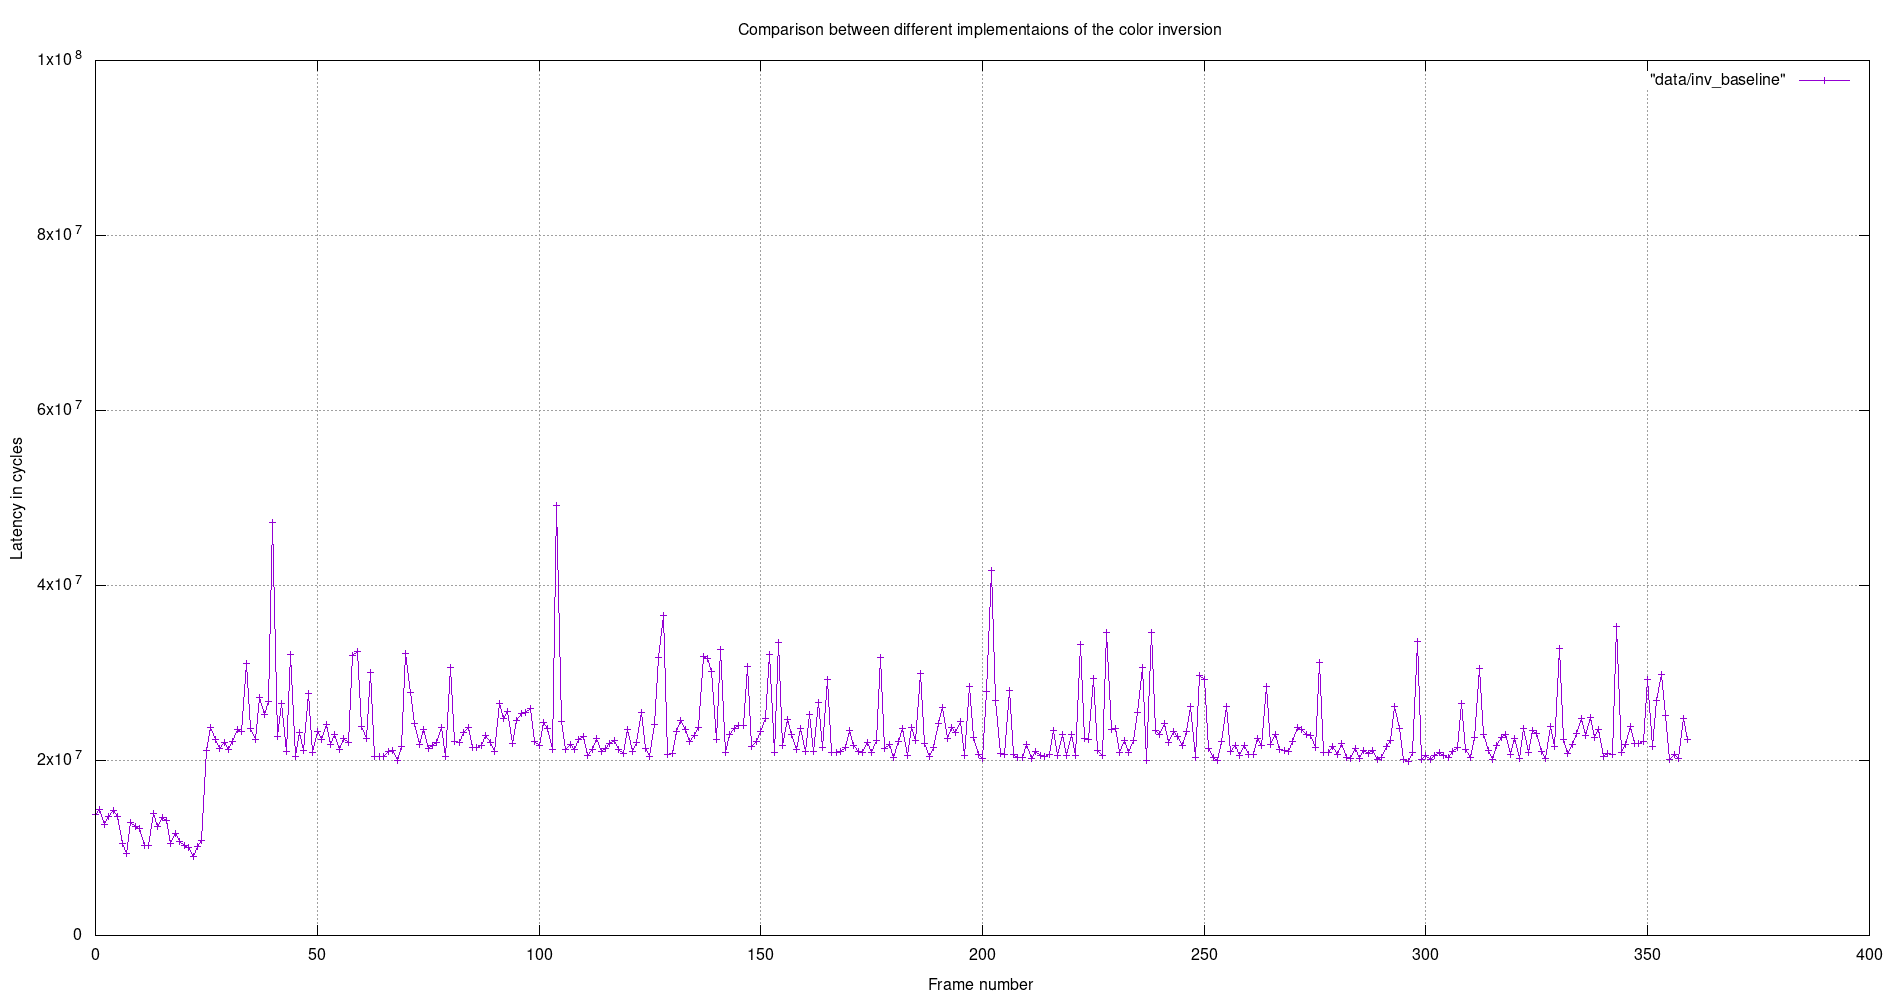 Comparison between different implementaions of the color inversion
1x10^8
"data/inv_baseline"
8x10^7
6x10^7
Latency in cycles
4x10^7
2x10^7
0
0 50 100 150 200 250 300 350 400
Frame number